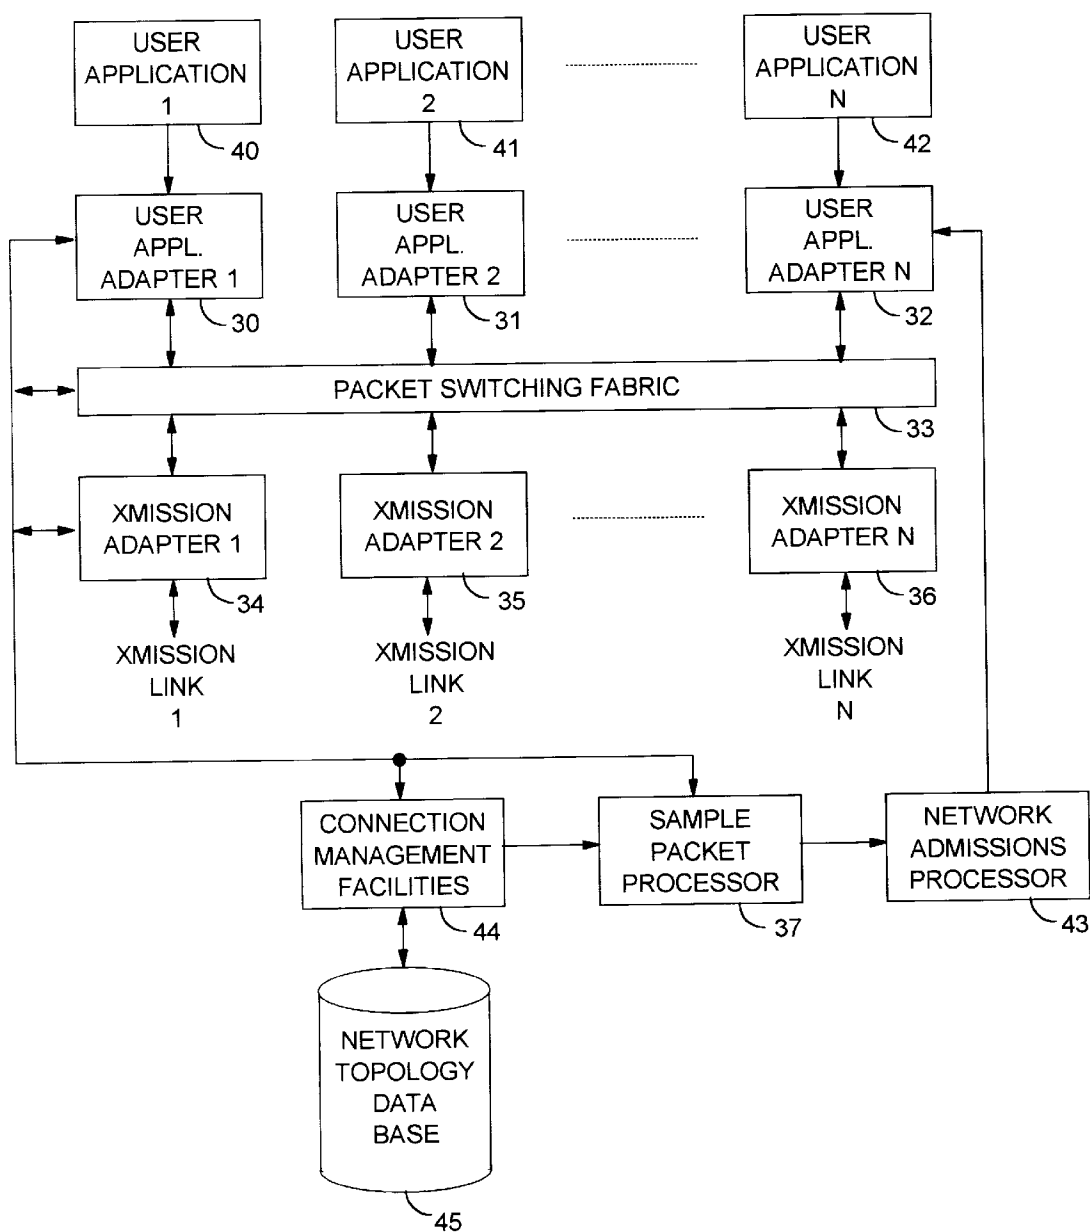 USER
APPLICATION
1
40
USER
APPLICATION
2
41
USER
APPLICATION
N
42
USER
APPL.
ADAPTER 1
30
USER
APPL.
ADAPTER 2
31
USER
APPL.
ADAPTER N
32
PACKET SWITCHING FABRIC
33
XMISSION
ADAPTER 1
34
XMISSION
ADAPTER 2
35
XMISSION
ADAPTER N
36
XMISSION
LINK
1
XMISSION
LINK
2
XMISSION
LINK
N
CONNECTION
MANAGEMENT
FACILITIES
44
SAMPLE
PACKET
PROCESSOR
37
NETWORK
ADMISSIONS
PROCESSOR
43
NETWORK
TOPOLOGY
DATA
BASE
45